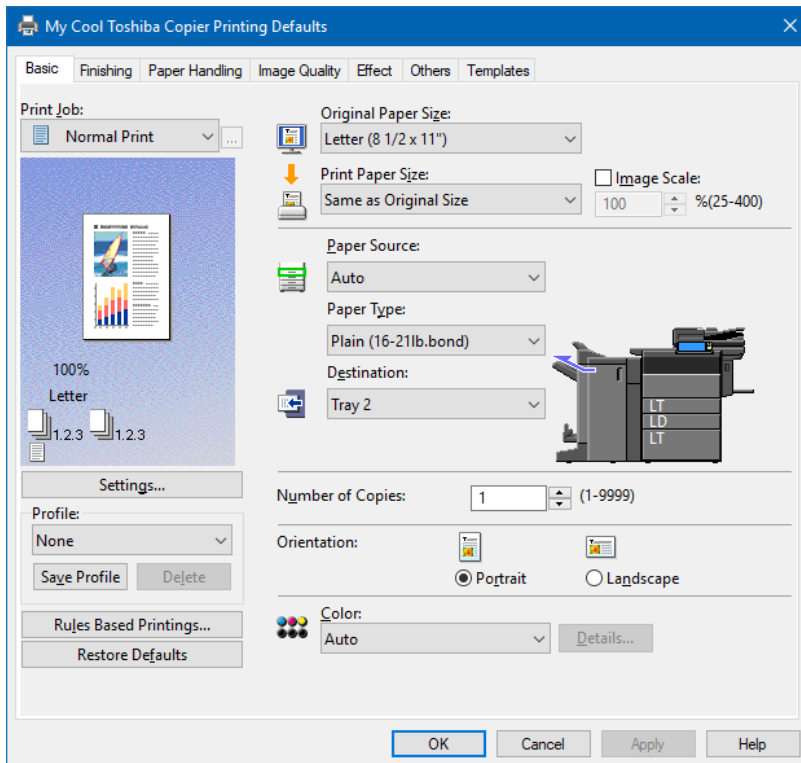 My Cool Toshiba Copier Printing Defaults
Basic Finishing Paper Handling Image Quality Effect Others Templates
Print Job:
Normal Print
...
100%
Letter
1.2.3 1.2.3
Settings...
Profile:
None
Save Profile Delete
Rules Based Printings...
Restore Defaults
Original Paper Size:
Letter (8 1/2 x 11")
Print Paper Size:
Same as Original Size
Image Scale:
100 %(25-400)
Paper Source:
Auto
Paper Type:
Plain (16-21lb.bond)
Destination:
Tray 2
LT
LD
LT
Number of Copies: 1 (1-9999)
Orientation:
Portrait Landscape
Color:
Auto Details...
OK Cancel Apply Help